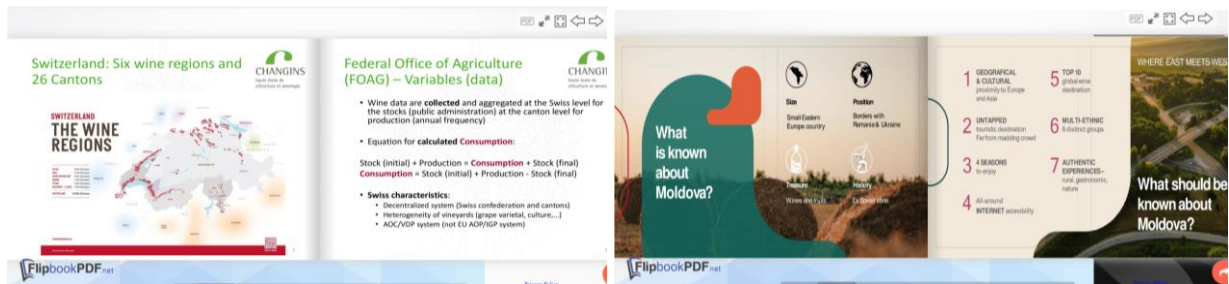 Switzerland: Six wine regions and
26 Cantons
CHANGINS
SWITZERLAND
THE WINE
REGIONS
Federal Office of Agriculture
(FOAG) – Variables (data)
• Wine data are collected and aggregated at the Swiss level for
the stocks (public administration) at the canton level for
production (annual frequency)
• Equation for calculated Consumption:
Stock (initial) + Production = Consumption + Stock (final)
Consumption = Stock (initial) + Production - Stock (final)
• Swiss characteristics:
• Decentralized system (Swiss confederation and cantons)
• Heterogeneity of vineyards (grape varietal, culture,...)
• AOC/VDP system (not EU AOP/IGP system)
FlipbookPDF.net
What
is known
about
Moldova?
Size
Small Eastern
Europe country
Position
Borders with
Romania & Ukraine
Treasure
Wines and fruits
History
Ex Soviet state
1 GEOGRAFICAL
& CULTURAL
proximity to Europe
and Asia
2 UNTAPPED
touristic destination
Far from madding crowd
3 4 SEASONS
to enjoy
4 All-around
INTERNET accesibility
5 TOP 10
global wine
destination
6 MULTI-ETHNIC
6 distinct groups
7 AUTHENTIC
EXPERIENCES–
rural, gastronomic,
nature
WHERE EAST MEETS WES
What should be
known about
Moldova?
FlipbookPDF.net